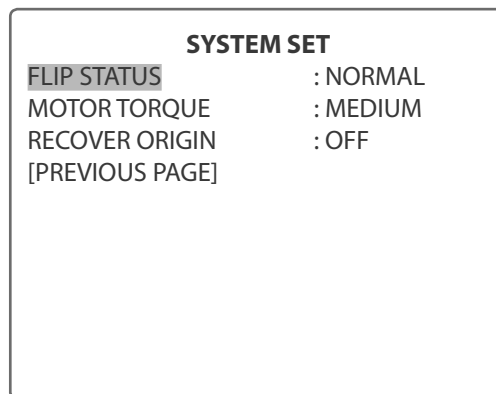 SYSTEM SET
FLIP STATUS : NORMAL
MOTOR TORQUE : MEDIUM
RECOVER ORIGIN : OFF
[PREVIOUS PAGE]